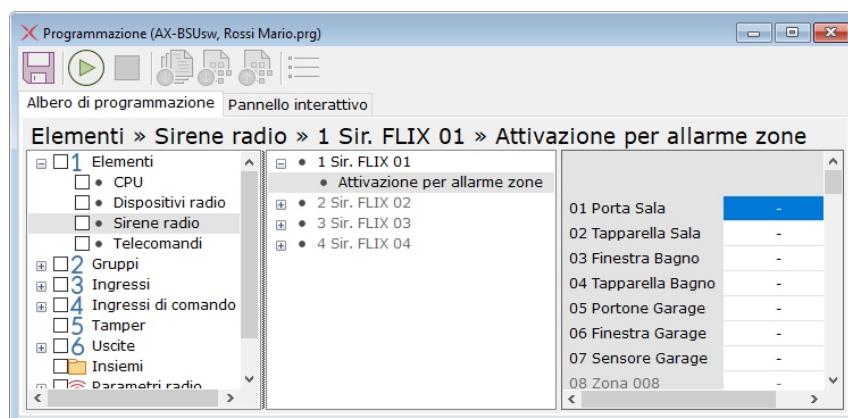 Programmazione (AX-BSUsw, Rossi Mario.prg)
Albero di programmazione
Pannello interattivo
Elementi » Sirene radio » 1 Sir. FLIX 01 » Attivazione per allarme zone
1 Elementi
CPU
Dispositivi radio
Sirene radio
Telecomandi
2 Gruppi
3 Ingressi
4 Ingressi di comando
5 Tamper
6 Uscite
Insiemi
Parametri radio
1 Sir. FLIX 01
Attivazione per allarme zone
2 Sir. FLIX 02
3 Sir. FLIX 03
4 Sir. FLIX 04
01 Porta Sala -
02 Tapparella Sala -
03 Finestra Bagno -
04 Tapparella Bagno -
05 Portone Garage -
06 Finestra Garage -
07 Sensore Garage -
08 Zona 008 -